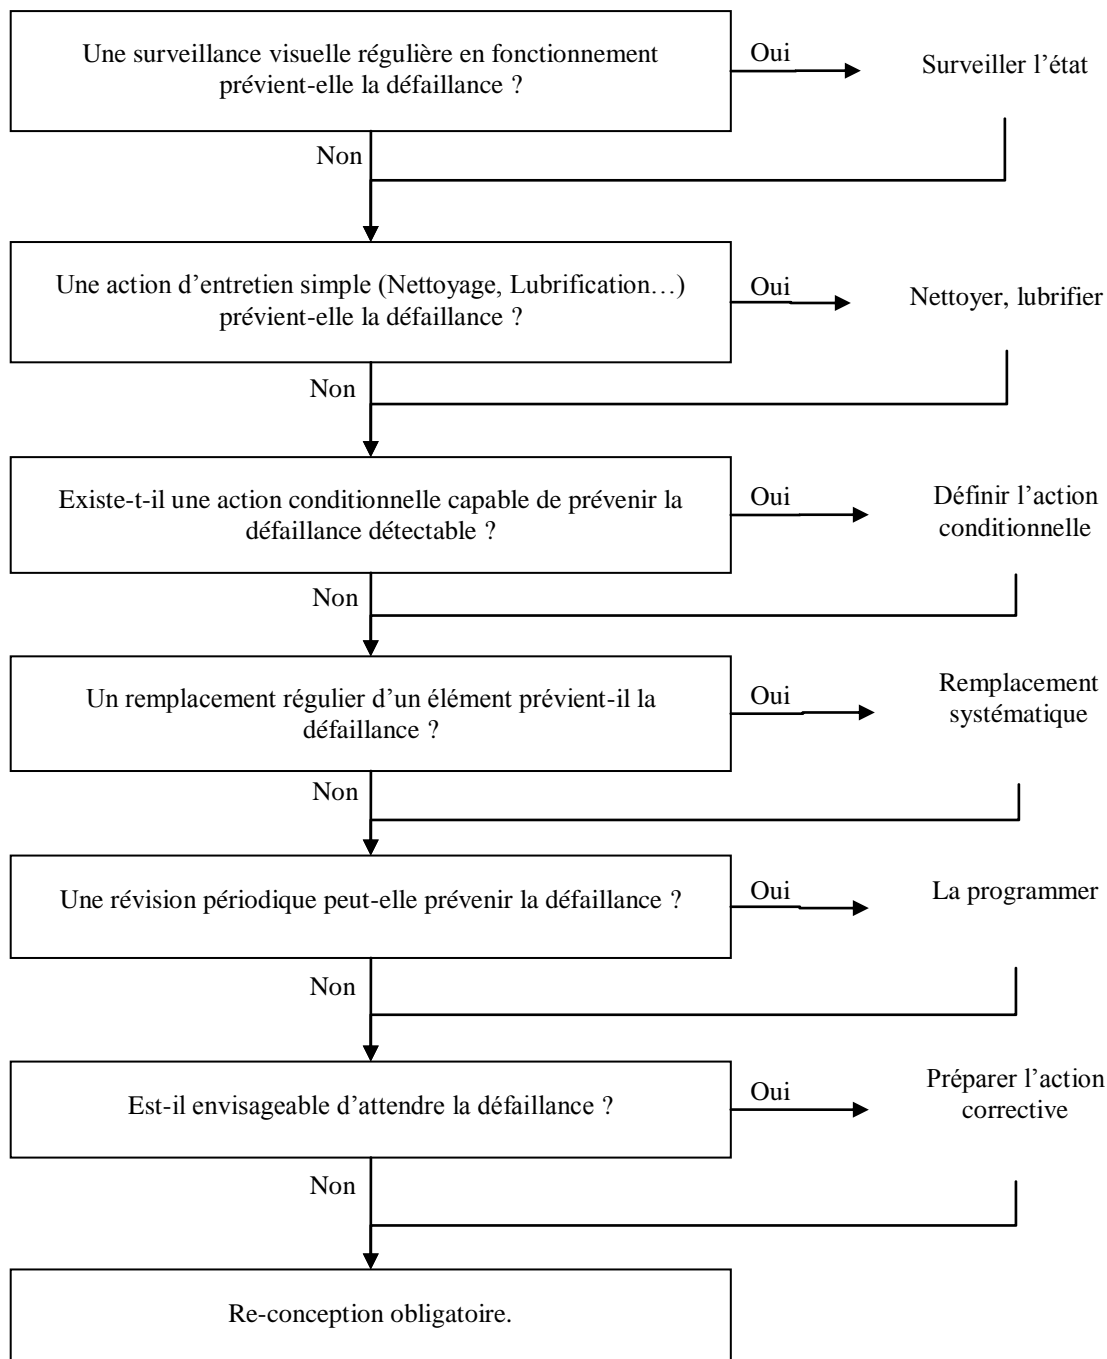 Une surveillance visuelle régulière en fonctionnement
prévient-elle la défaillance ?
Oui
Surveiller l’état
Non
Une action d’entretien simple (Nettoyage, Lubrification…)
prévient-elle la défaillance ?
Oui
Nettoyer, lubrifier
Non
Existe-t-il une action conditionnelle capable de prévenir la
défaillance détectable ?
Oui
Définir l’action
conditionnelle
Non
Un remplacement régulier d’un élément prévient-il la
défaillance ?
Oui
Remplacement
systématique
Non
Une révision périodique peut-elle prévenir la défaillance ?
Oui
La programmer
Non
Est-il envisageable d’attendre la défaillance ?
Oui
Préparer l’action
corrective
Non
Re-conception obligatoire.